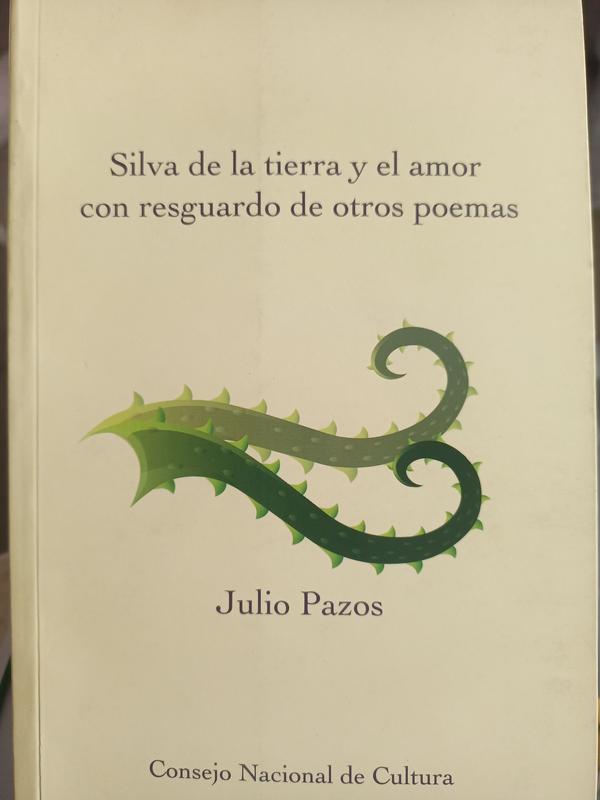 Silva de la tierra y el amor
con resguardo de otros poemas
Julio Pazos
Consejo Nacional de Cultura